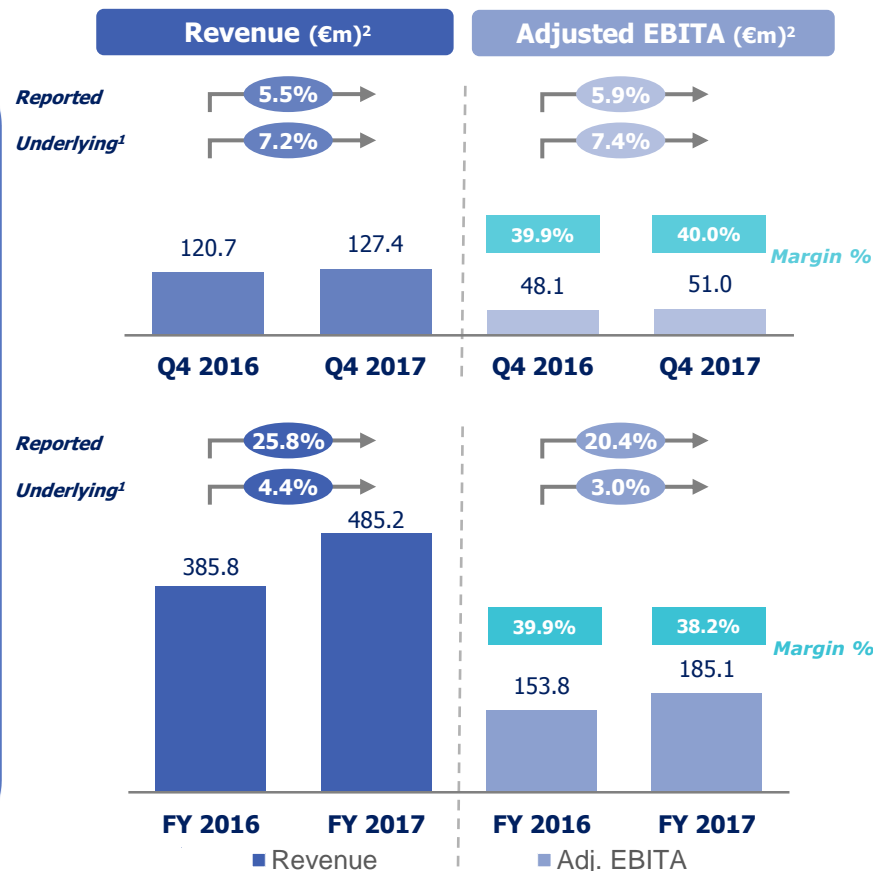 Revenue (€m)² Adjusted EBITA (€m)²
Reported 5.5% 5.9%
Underlying¹ 7.2% 7.4%
39.9% 40.0%
120.7 127.4 Margin %
48.1 51.0
Q4 2016 Q4 2017 Q4 2016 Q4 2017
Reported 25.8% 20.4%
Underlying¹ 4.4% 3.0%
485.2
385.8
39.9% 38.2%
Margin %
153.8 185.1
FY 2016 FY 2017 FY 2016 FY 2017
Revenue Adj. EBITA